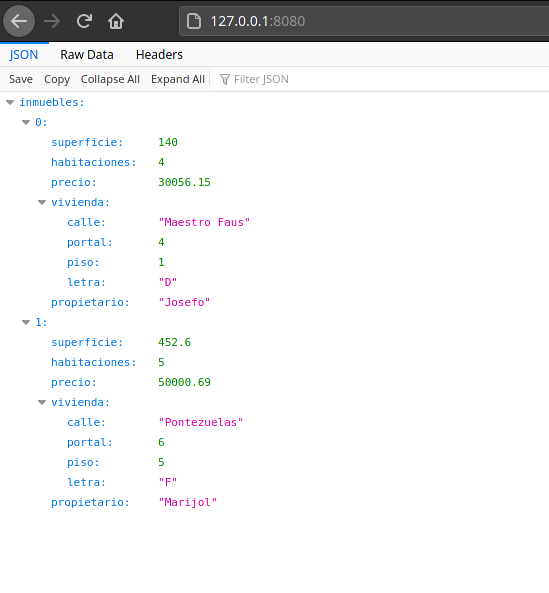 127.0.0.1:8080
JSON Raw Data Headers
Save Copy Collapse All Expand All Filter JSON
inmuebles:
0:
superficie: 140
habitaciones: 4
precio: 30056.15
vivienda:
calle: "Maestro Faus"
portal: 4
piso: 1
letra: "D"
propietario: "Josefo"
1:
superficie: 452.6
habitaciones: 5
precio: 50000.69
vivienda:
calle: "Pontezuelas"
portal: 6
piso: 5
letra: "F"
propietario: "Marijol"